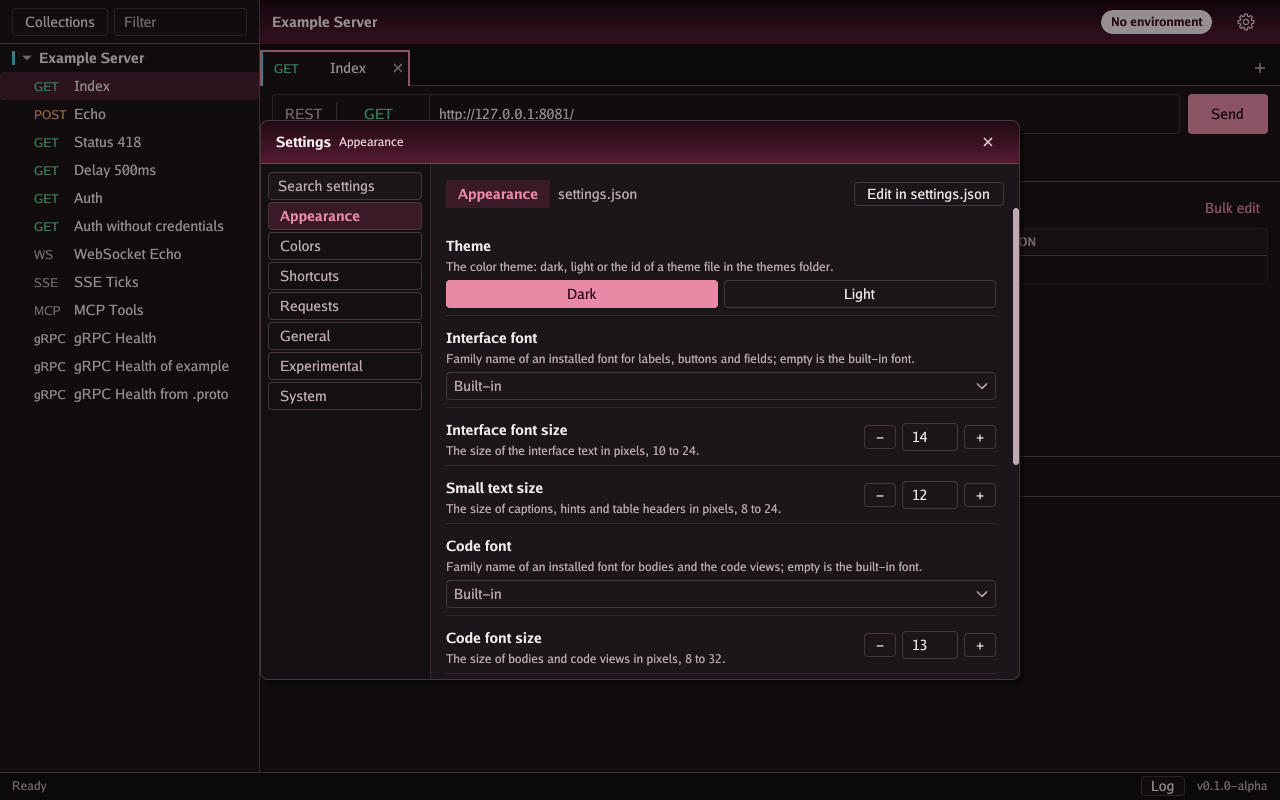 Collections
Filter
Example Server
No environment
Example Server
GET Index
POST Echo
GET Status 418
GET Delay 500ms
GET Auth
GET Auth without credentials
WS WebSocket Echo
SSE SSE Ticks
MCP MCP Tools
gRPC gRPC Health
gRPC gRPC Health of example
gRPC gRPC Health from .proto
GET Index
REST GET http://127.0.0.1:8081/ Send
Bulk edit
ON
Settings Appearance
Search settings
Appearance
Colors
Shortcuts
Requests
General
Experimental
System
Appearance settings.json Edit in settings.json
Theme
The color theme: dark, light or the id of a theme file in the themes folder.
Dark Light
Interface font
Family name of an installed font for labels, buttons and fields; empty is the built-in font.
Built-in
Interface font size
The size of the interface text in pixels, 10 to 24.
− 14 +
Small text size
The size of captions, hints and table headers in pixels, 8 to 24.
− 12 +
Code font
Family name of an installed font for bodies and the code views; empty is the built-in font.
Built-in
Code font size
The size of bodies and code views in pixels, 8 to 32.
− 13 +
Ready
Log v0.1.0-alpha